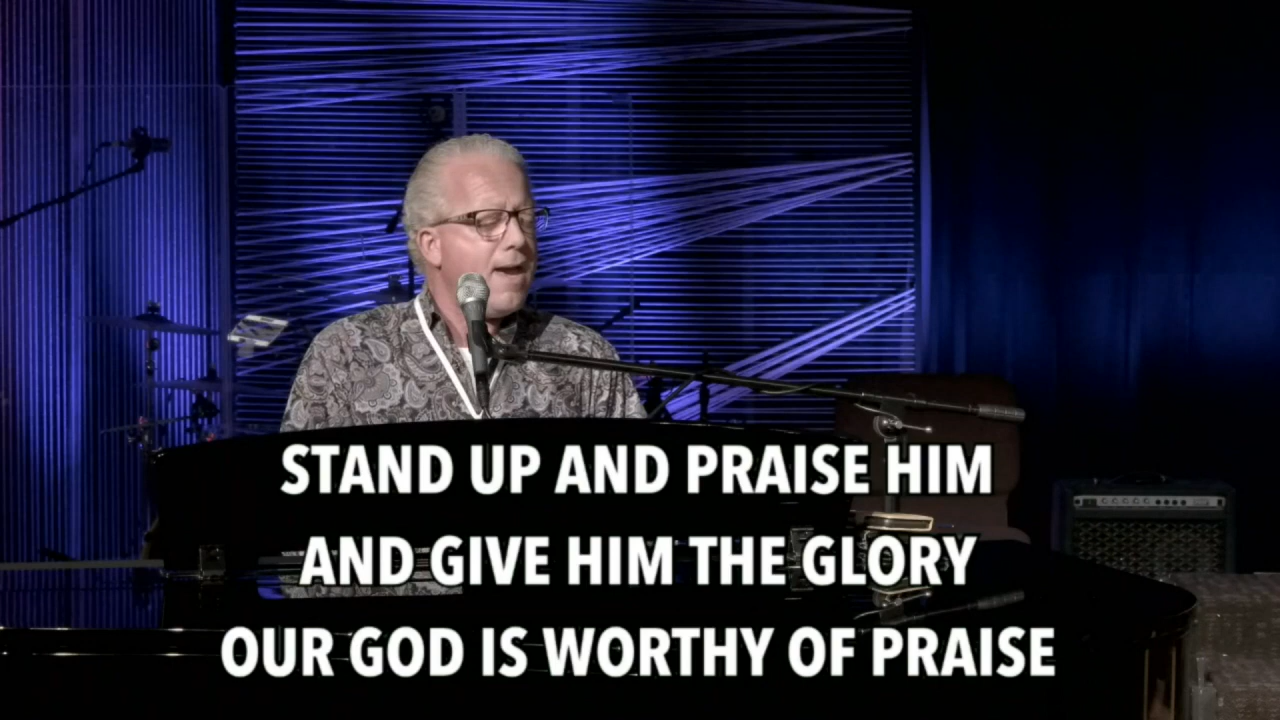 STAND UP AND PRAISE HIM
AND GIVE HIM THE GLORY
OUR GOD IS WORTHY OF PRAISE